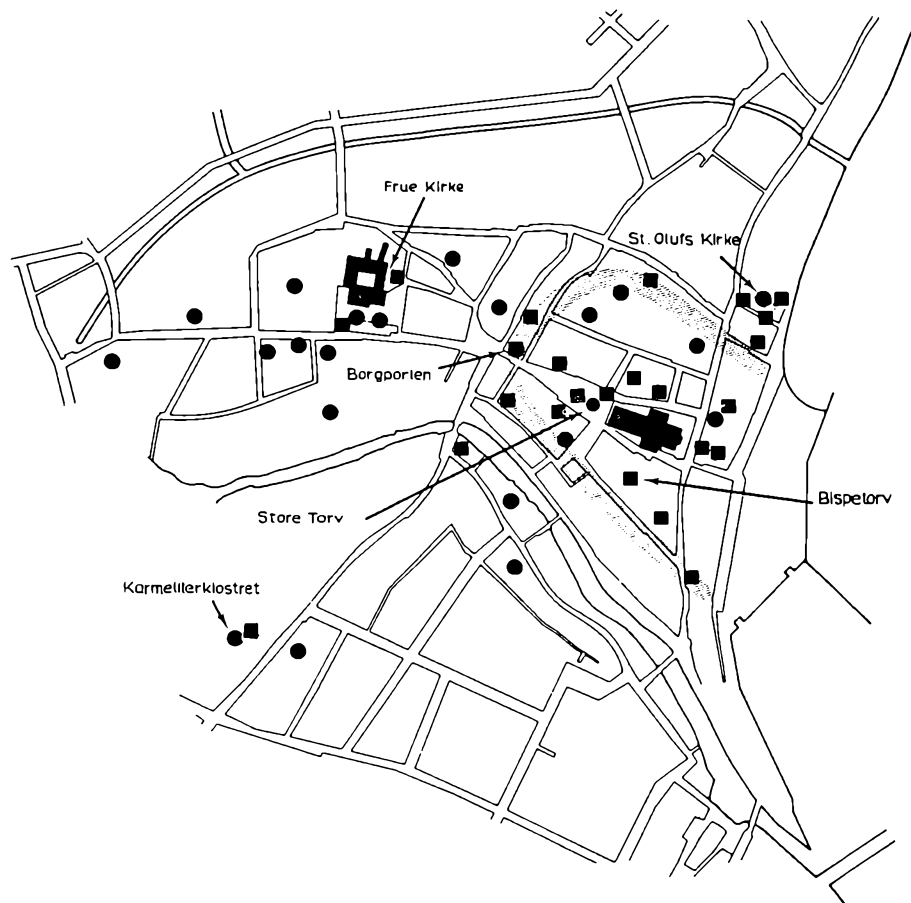 Frue Kirke
St. Olufs Kirke
Borgporten
Store Torv
Bispetorv
Karmeliterklostret